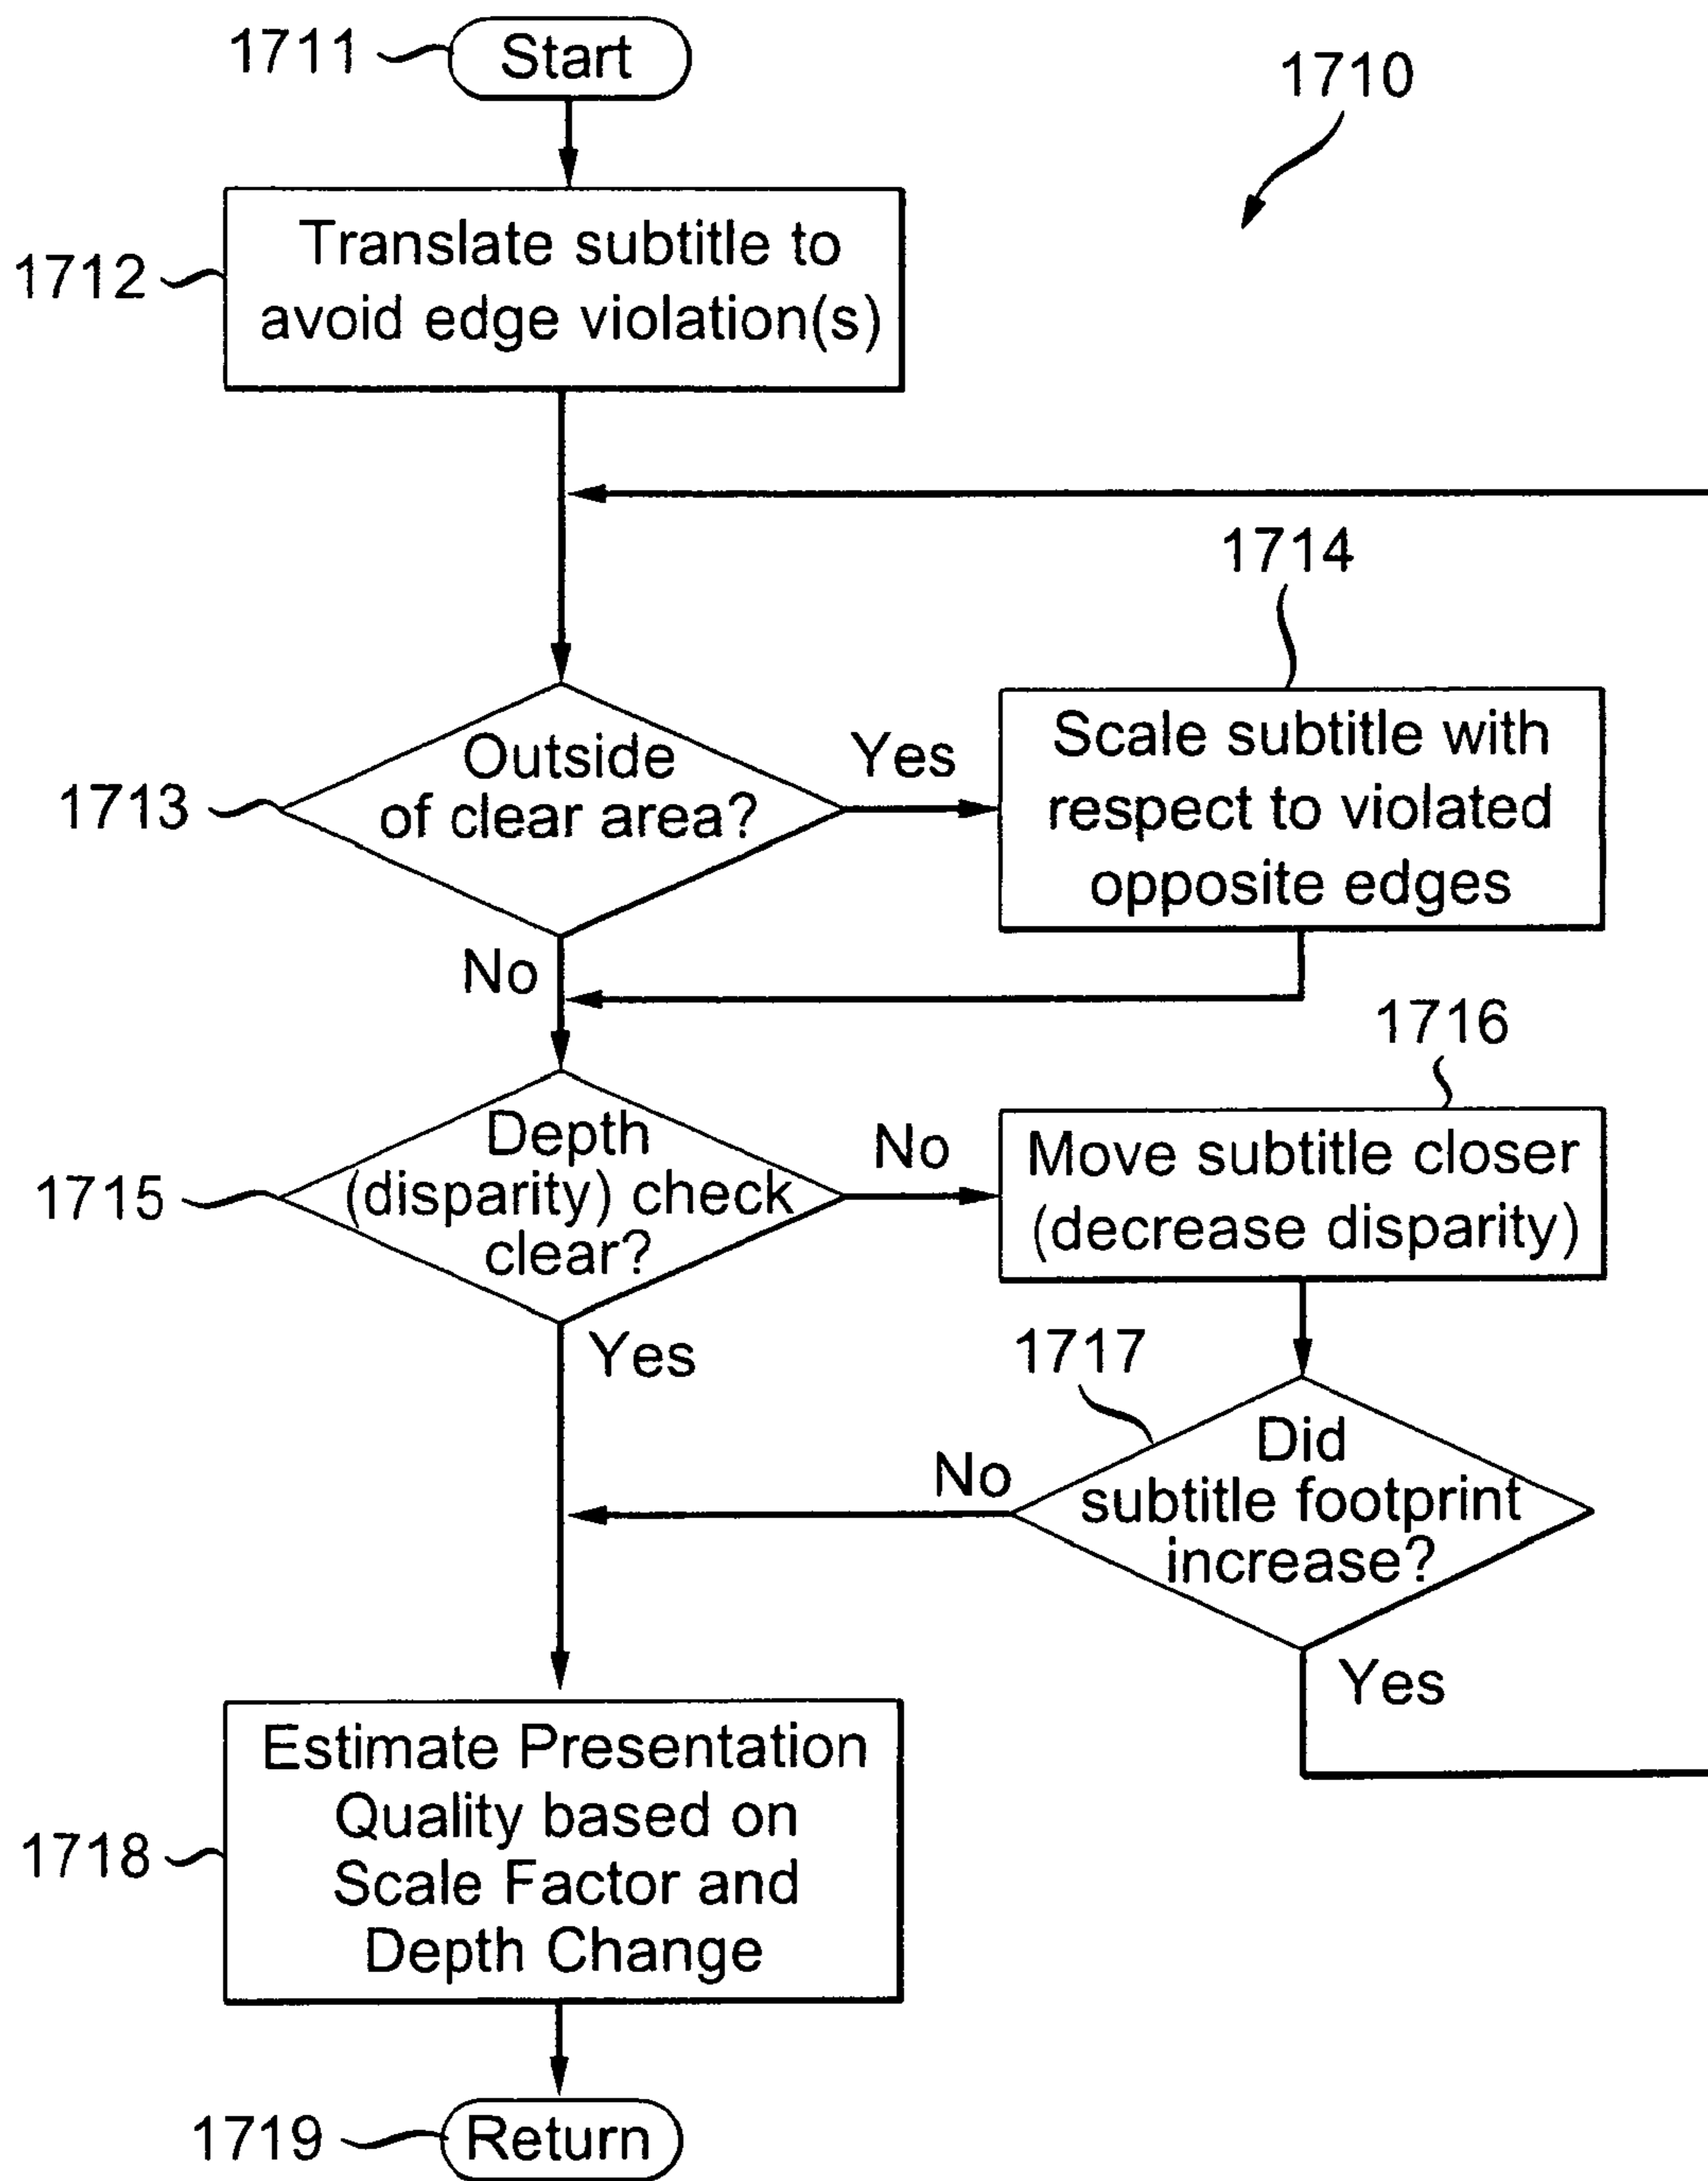 1711
Start
1710
1712
Translate subtitle to
avoid edge violation(s)
1714
1713
Outside
of clear area?
Yes
Scale subtitle with
respect to violated
opposite edges
No
1716
1715
Depth
(disparity) check
clear?
No
Move subtitle closer
(decrease disparity)
Yes
1717
No
Did
subtitle footprint
increase?
Yes
1718
Estimate Presentation
Quality based on
Scale Factor and
Depth Change
1719
Return